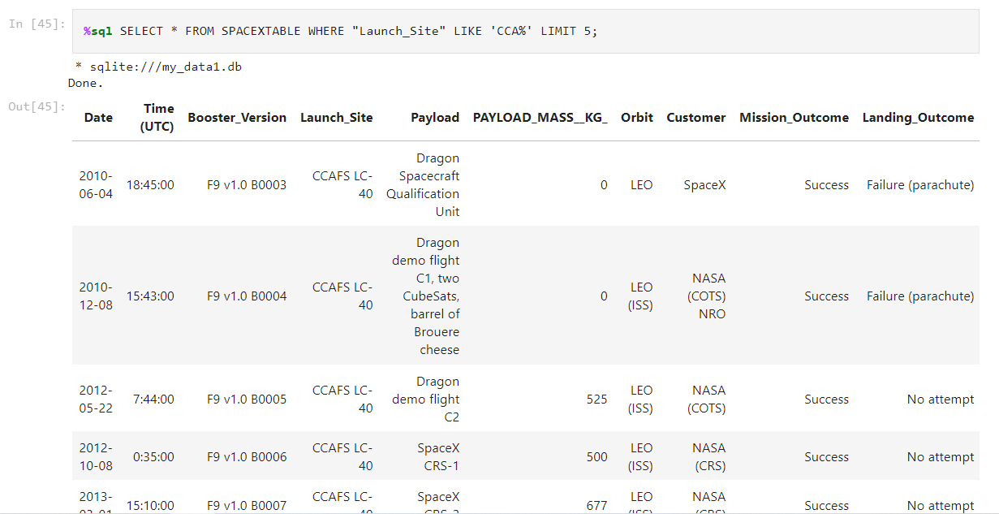 In [45]:
%sql SELECT * FROM SPACEXTABLE WHERE "Launch_Site" LIKE 'CCA%' LIMIT 5;
* sqlite:///my_data1.db
Done.
Out[45]:
Date Time (UTC) Booster_Version Launch_Site Payload PAYLOAD_MASS__KG_ Orbit Customer Mission_Outcome Landing_Outcome
2010-06-04 18:45:00 F9 v1.0 B0003 CCAFS LC-40 Dragon Spacecraft Qualification Unit 0 LEO SpaceX Success Failure (parachute)
2010-12-08 15:43:00 F9 v1.0 B0004 CCAFS LC-40 Dragon demo flight C1, two CubeSats, barrel of Brouere cheese 0 LEO (ISS) NASA (COTS) NRO Success Failure (parachute)
2012-05-22 7:44:00 F9 v1.0 B0005 CCAFS LC-40 Dragon demo flight C2 525 LEO (ISS) NASA (COTS) Success No attempt
2012-10-08 0:35:00 F9 v1.0 B0006 CCAFS LC-40 SpaceX CRS-1 500 LEO (ISS) NASA (CRS) Success No attempt
2013- 15:10:00 F9 v1.0 B0007 CCAFS LC- SpaceX 677 LEO NASA Success No attempt